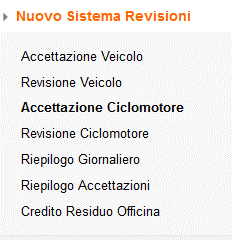 Nuovo Sistema Revisioni
Accettazione Veicolo
Revisione Veicolo
Accettazione Ciclomotore
Revisione Ciclomotore
Riepilogo Giornaliero
Riepilogo Accettazioni
Credito Residuo Officina